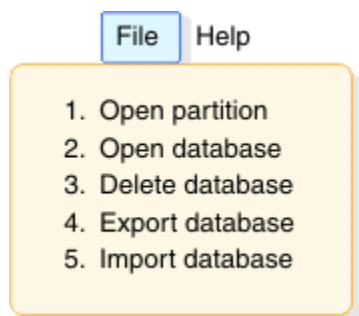 File Help
1. Open partition
2. Open database
3. Delete database
4. Export database
5. Import database